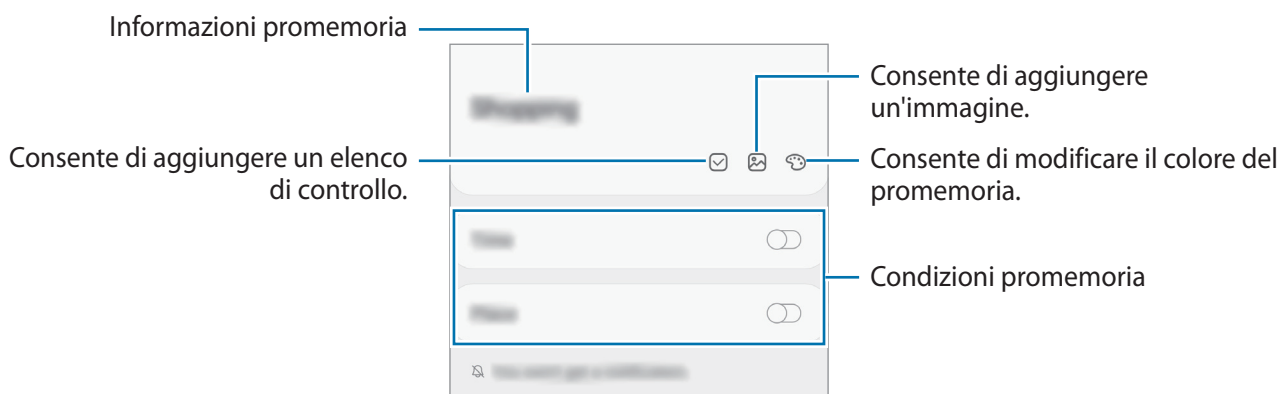 Informazioni promemoria
Consente di aggiungere
un'immagine.
Consente di aggiungere un elenco
di controllo.
Consente di modificare il colore del
promemoria.
Condizioni promemoria